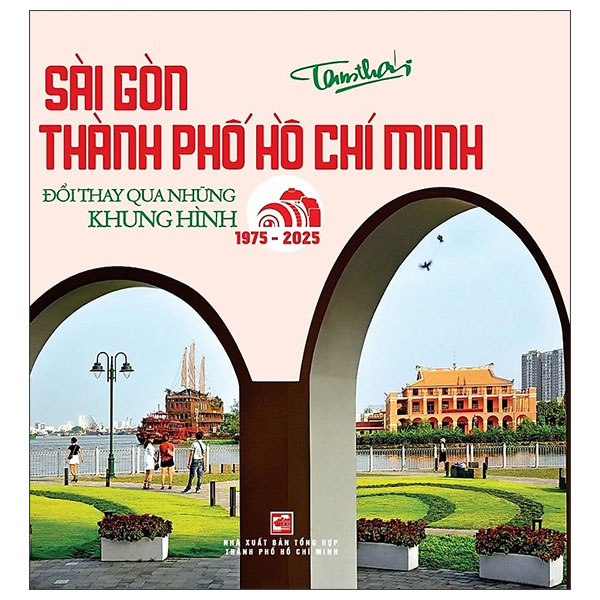 Tamthái
SÀI GÒN
THÀNH PHỐ HỒ CHÍ MINH
ĐỔI THAY QUA NHỮNG
KHUNG HÌNH
1975 - 2025
NHÀ XUẤT BẢN TỔNG HỢP
THÀNH PHỐ HỒ CHÍ MINH